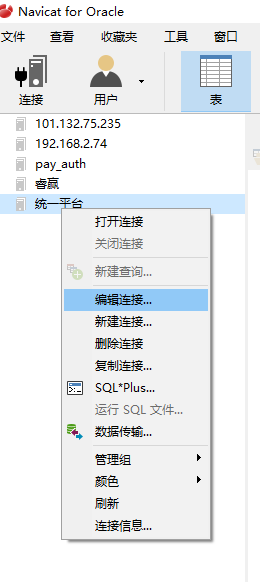 Navicat for Oracle
文件 查看 收藏夹 工具 窗口
连接 用户 表
101.132.75.235
192.168.2.74
pay_auth
睿赢
统一平台
打开连接
关闭连接
新建查询...
编辑连接...
新建连接...
删除连接
复制连接...
SQL*Plus...
运行 SQL 文件...
数据传输...
管理组
颜色
刷新
连接信息...